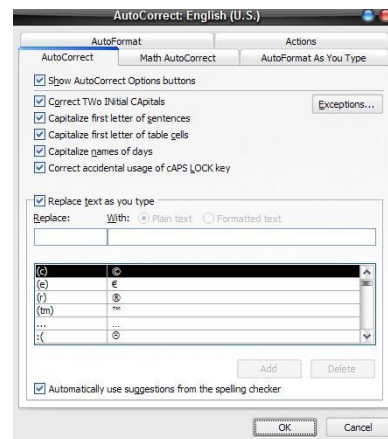 AutoCorrect: English (U.S.)
AutoFormat Actions
AutoCorrect Math AutoCorrect AutoFormat As You Type
Show AutoCorrect Options buttons
Correct TWo INitial CApitals
Exceptions...
Capitalize first letter of sentences
Capitalize first letter of table cells
Capitalize names of days
Correct accidental usage of cAPS LOCK key
Replace text as you type
Replace: With: Plain text Formatted text
(c) ©
(e) €
(r) ®
(tm) ™
... ...
:( ☹
Add Delete
Automatically use suggestions from the spelling checker
OK Cancel